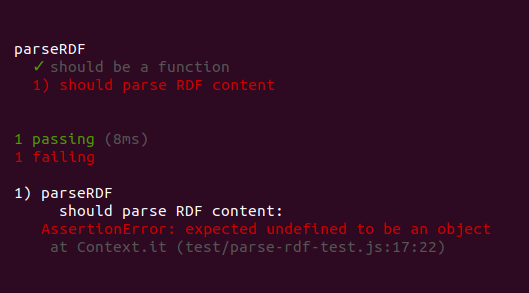 parseRDF
✓ should be a function
1) should parse RDF content
1 passing (8ms)
1 failing
1) parseRDF
should parse RDF content:
AssertionError: expected undefined to be an object
at Context.it (test/parse-rdf-test.js:17:22)